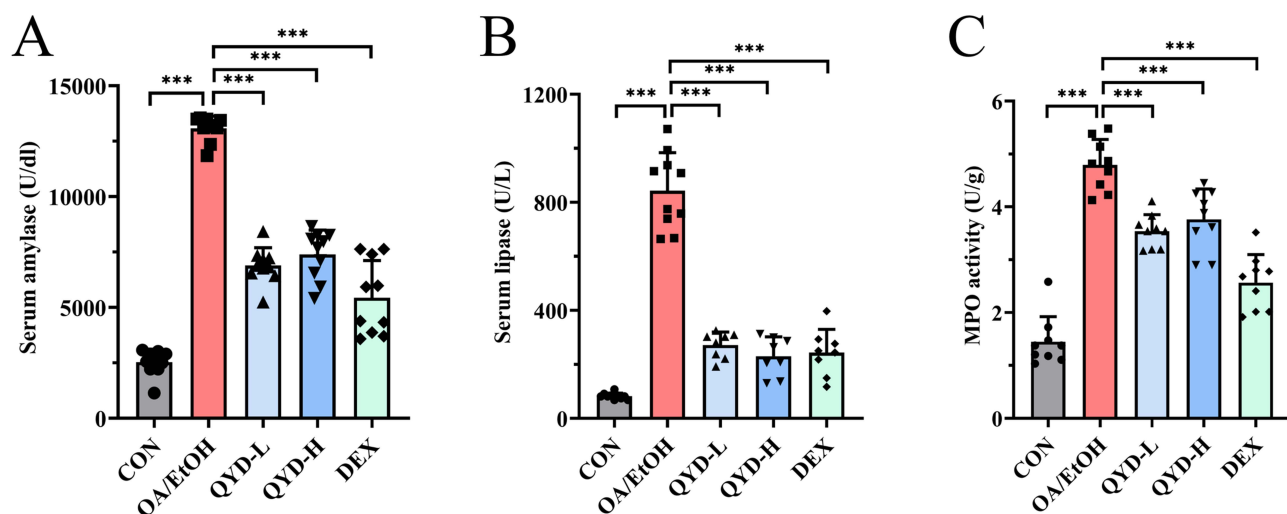 A
Serum amylase (U/dl)
15000
10000
5000
0
***
***
***
***
CON
OA/EtOH
QYD-L
QYD-H
DEX
B
Serum lipase (U/L)
1200
800
400
0
***
***
***
***
CON
OA/EtOH
QYD-L
QYD-H
DEX
C
MPO activity (U/g)
6
4
2
0
***
***
***
***
CON
OA/EtOH
QYD-L
QYD-H
DEX